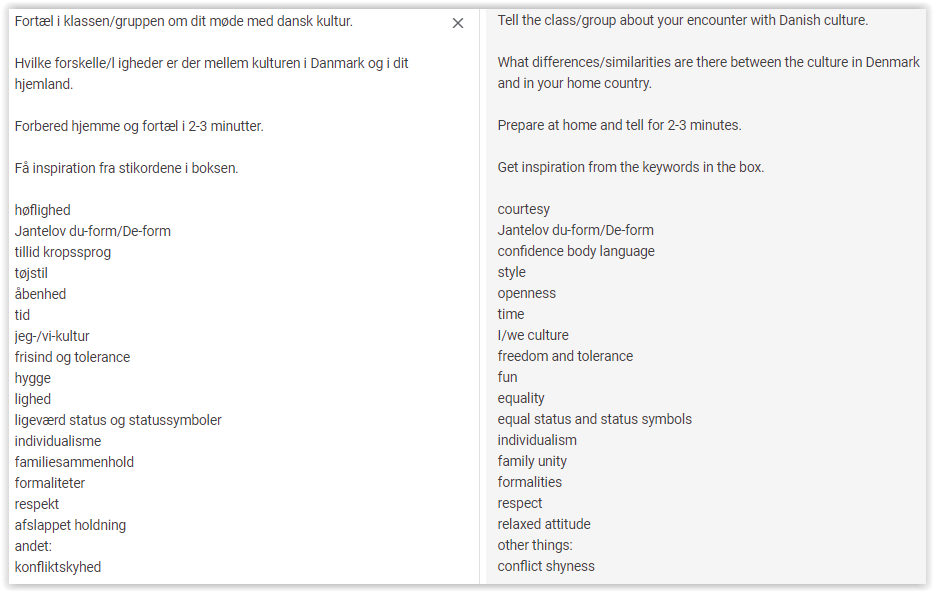 Fortæl i klassen/gruppen om dit møde med dansk kultur.
Hvilke forskelle/l igheder er der mellem kulturen i Danmark og i dit
hjemland.
Forbered hjemme og fortæl i 2-3 minutter.
Få inspiration fra stikordene i boksen.
høflighed
Jantelov du-form/De-form
tillid kropssprog
tøjstil
åbenhed
tid
jeg-/vi-kultur
frisind og tolerance
hygge
lighed
ligeværd status og statussymboler
individualisme
familiesammenhold
formaliteter
respekt
afslappet holdning
andet:
konfliktskyhed
Tell the class/group about your encounter with Danish culture.
What differences/similarities are there between the culture in Denmark
and in your home country.
Prepare at home and tell for 2-3 minutes.
Get inspiration from the keywords in the box.
courtesy
Jantelov du-form/De-form
confidence body language
style
openness
time
I/we culture
freedom and tolerance
fun
equality
equal status and status symbols
individualism
family unity
formalities
respect
relaxed attitude
other things:
conflict shyness